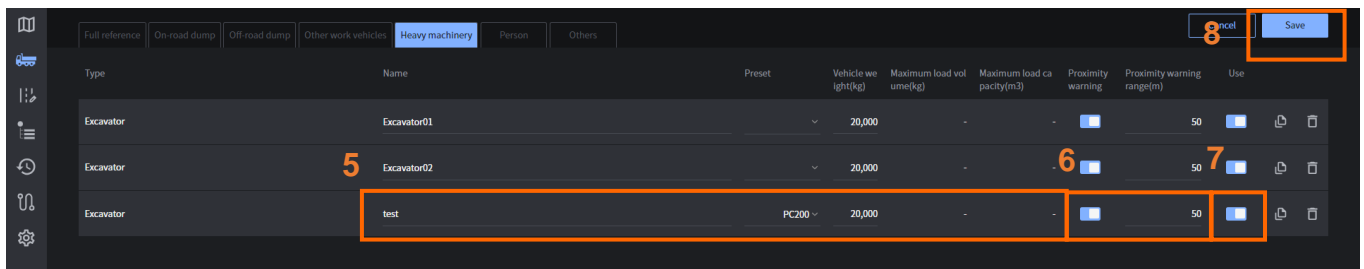 Full reference On-road dump Off-road dump Other work vehicles Heavy machinery Person Others 8 Save
Type Name Preset Vehicle we Maximum load vol Maximum load ca Proximity Proximity warning Use
ight(kg) ume(kg) pacity(m3) warning range(m)
Excavator Excavator01 20,000 - - 50
Excavator 5 Excavator02 20,000 - - 6 50 7
Excavator test PC200 20,000 - - 50